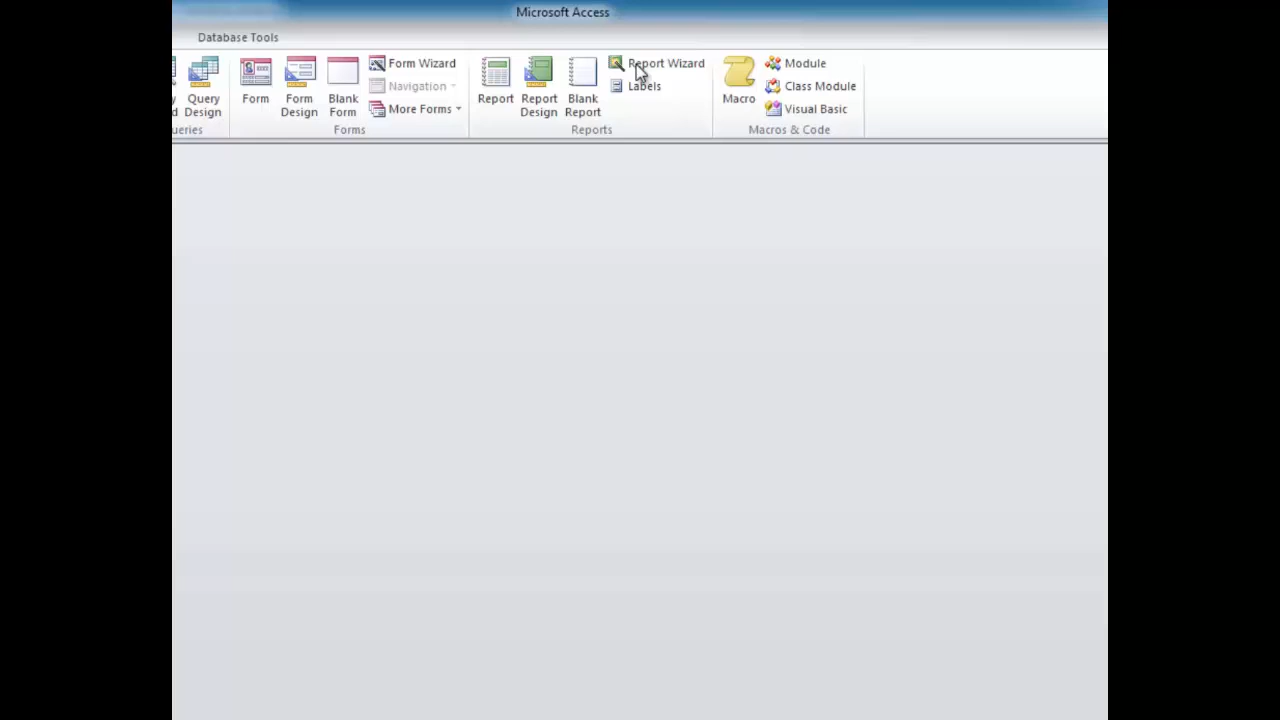 Microsoft Access
Database Tools
Query Design
Form
Form Design
Blank Form
Form Wizard
Navigation
More Forms
Report
Report Design
Blank Report
Report Wizard
Labels
Macro
Module
Class Module
Visual Basic
Forms
Reports
Macros & Code